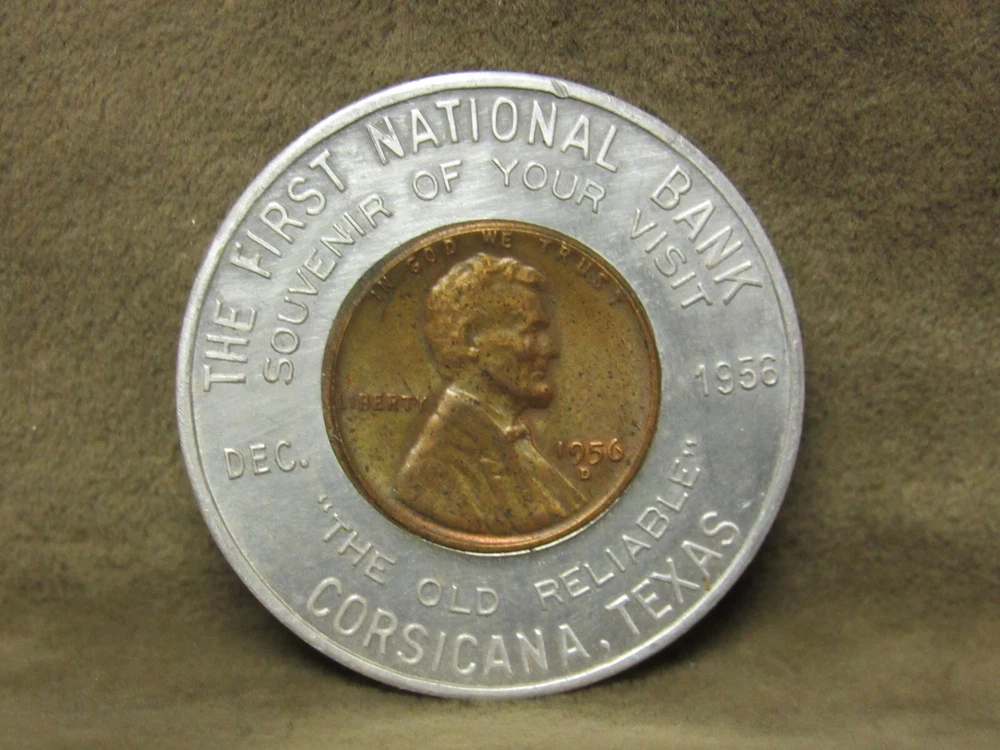 THE FIRST NATIONAL BANK
SOUVENIR OF YOUR VISIT
IN GOD WE TRUST
LIBERTY
1956
D
DEC. 1956
"THE OLD RELIABLE"
CORSICANA, TEXAS